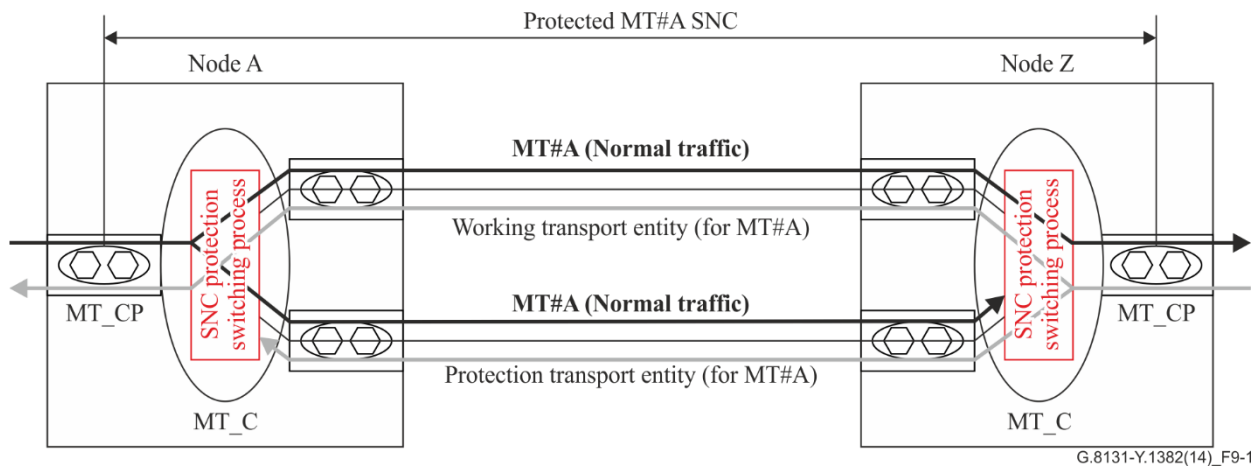 Protected MT#A SNC
Node A
Node Z
MT#A (Normal traffic)
Working transport entity (for MT#A)
SNC protection
switching process
SNC protection
switching process
MT_CP
MT_CP
MT#A (Normal traffic)
Protection transport entity (for MT#A)
MT_C
MT_C
G.8131-Y.1382(14)_F9-1